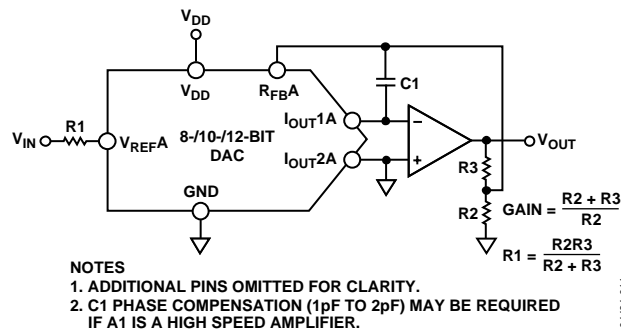 VDD
VDD
RFBA
C1
IOUT1A
VIN
R1
VREFA
8-/10-/12-BIT
DAC
–
+
VOUT
IOUT2A
R3
GND
R2
GAIN = R2 + R3
R2
R1 = R2R3
R2 + R3
NOTES
1. ADDITIONAL PINS OMITTED FOR CLARITY.
2. C1 PHASE COMPENSATION (1pF TO 2pF) MAY BE REQUIRED
IF A1 IS A HIGH SPEED AMPLIFIER.